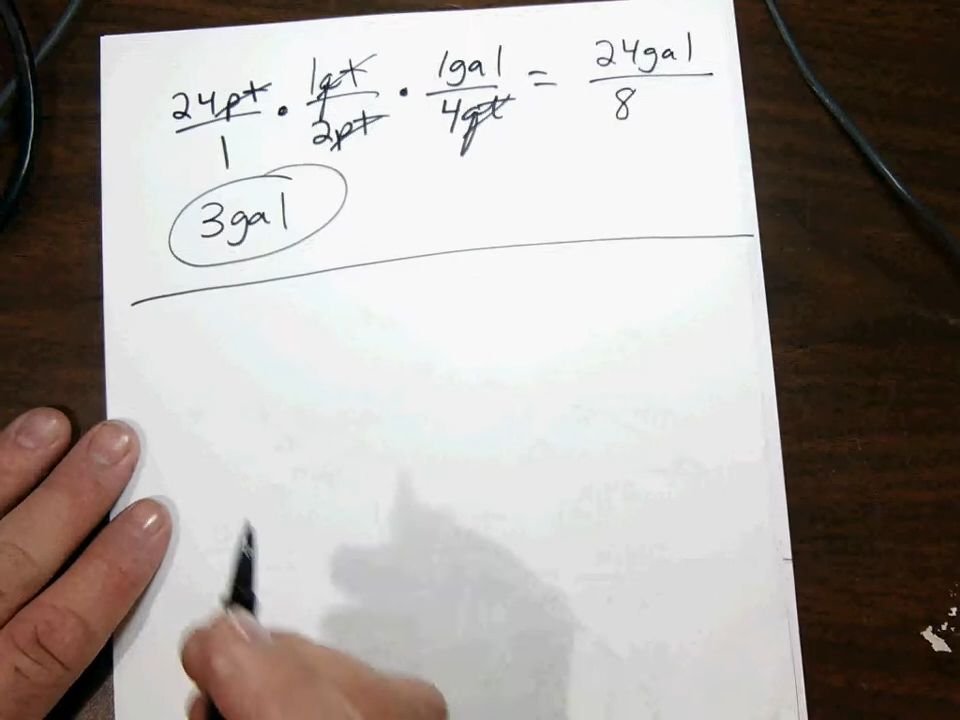 24pt/1 · 1qt/2pt · 1gal/4qt = 24gal/8
3gal